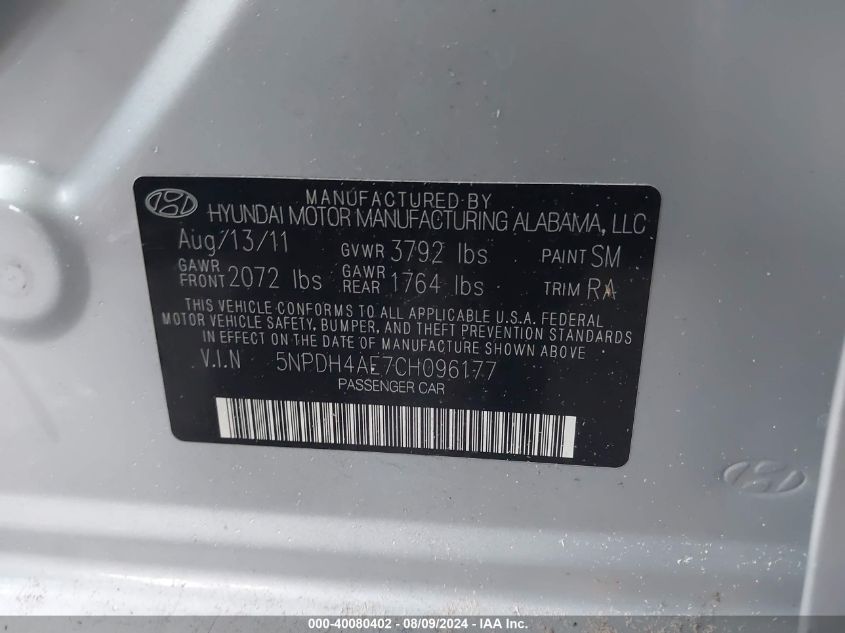 MANUFACTURED BY
HYUNDAI MOTOR MANUFACTURING ALABAMA, LLC
Aug/13/11 GVWR 3792 lbs PAINT SM
GAWR FRONT 2072 lbs GAWR REAR 1764 lbs TRIM RA
THIS VEHICLE CONFORMS TO ALL APPLICABLE U.S.A. FEDERAL
MOTOR VEHICLE SAFETY, BUMPER, AND THEFT PREVENTION STANDARDS
IN EFFECT ON THE DATE OF MANUFACTURE SHOWN ABOVE.
V.I.N 5NPDH4AE7CH096177
PASSENGER CAR
000-40080402 - 08/09/2024 - Copyright © IAA, Inc.